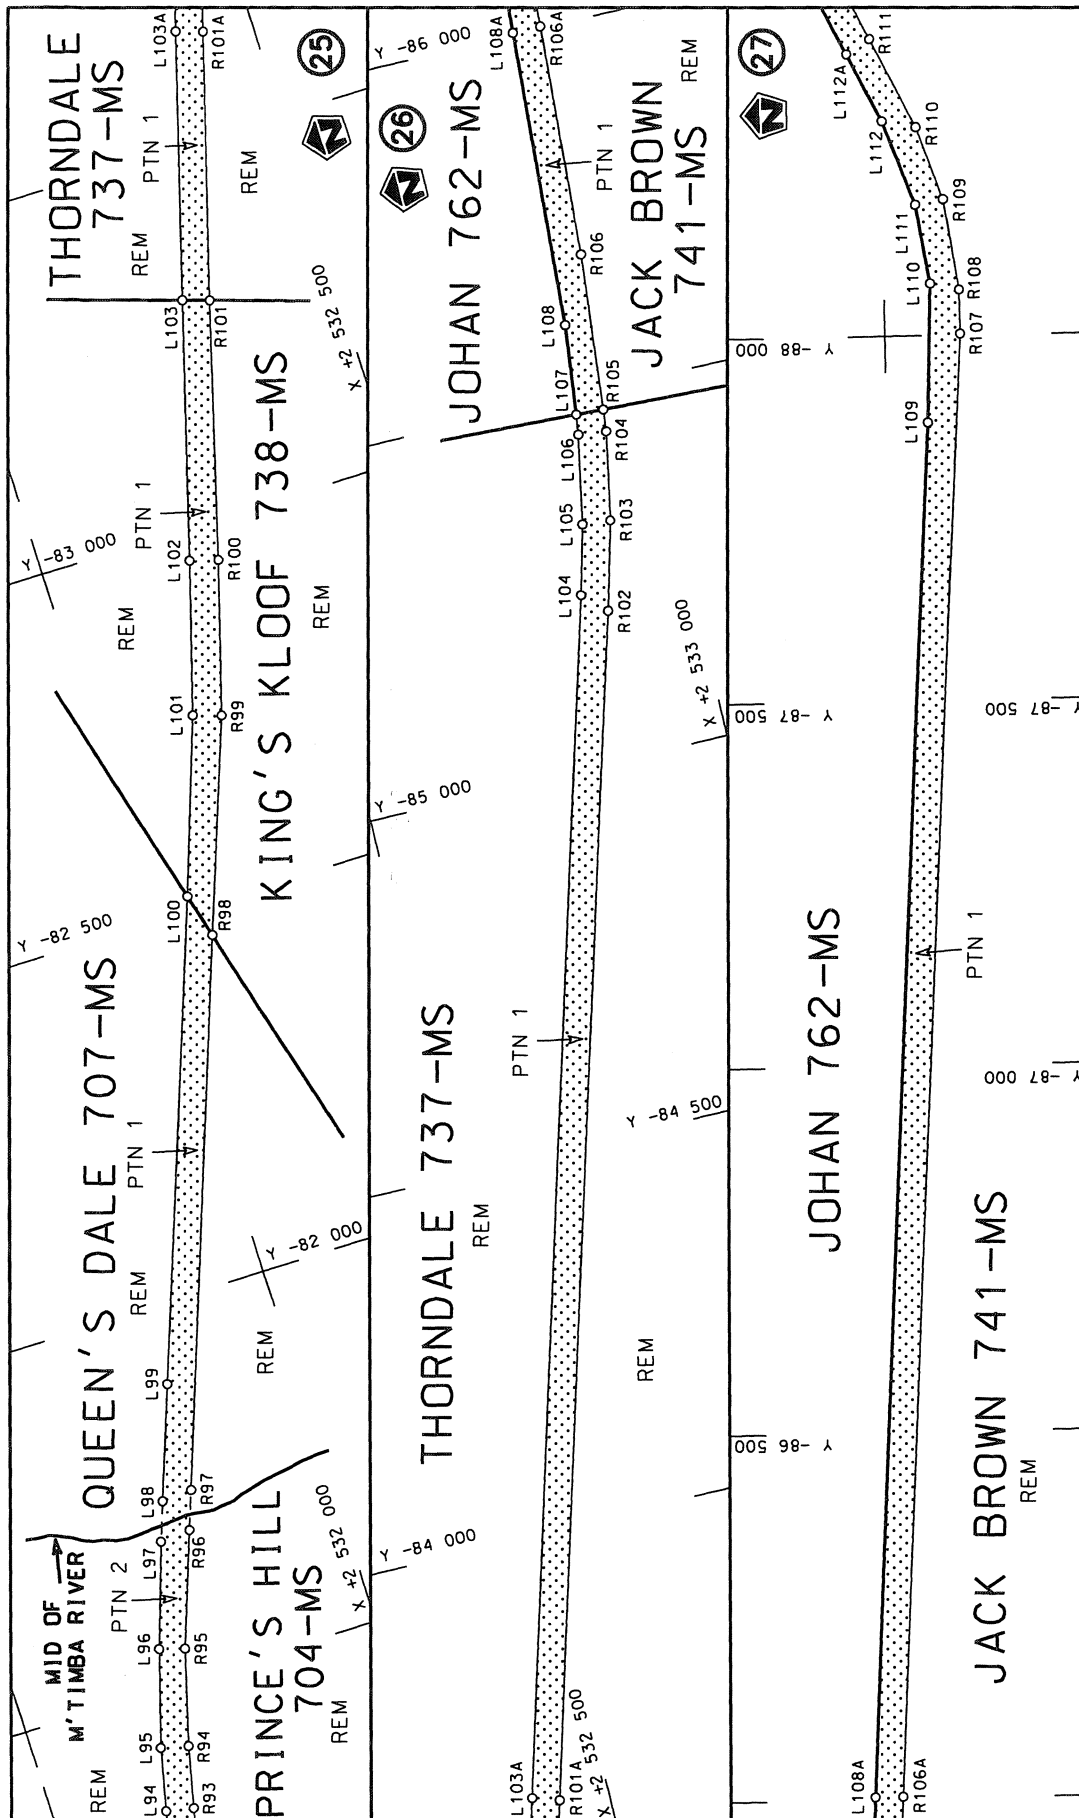 THORNDALE
737-MS
L103A
R101A
PTN 1
REM
REM
25
N
L103
R101
X +2 532 500
KING'S KLOOF 738-MS
PTN 1
Y -83 000
L102
R100
REM
REM
L101
R99
L100
R98
Y -82 500
QUEEN'S DALE 707-MS
PTN 1
Y -82 000
REM
REM
L99
L98
R97
MID OF
M'TIMBA RIVER
L97
R96
PTN 2
L96
R95
PRINCE'S HILL
704-MS
REM
X +2 532 000
L95
R94
L94
R93
REM
Y -86 000
26
N
L108A
R106A
REM
JOHAN 762-MS
PTN 1
JACK BROWN
741-MS
R106
L108
L107
R105
L106
R104
L105
R103
L104
R102
X +2 533 000
Y -85 000
PTN 1
Y -84 500
THORNDALE 737-MS
REM
REM
Y -84 000
L103A
R101A
X +2 532 500
27
N
L112A
R111
L112
R110
L111
R109
L110
R108
Y -88 000
R107
L109
Y -87 500
Y -87 500
PTN 1
JOHAN 762-MS
Y -87 000
Y -86 500
JACK BROWN 741-MS
REM
L108A
R106A